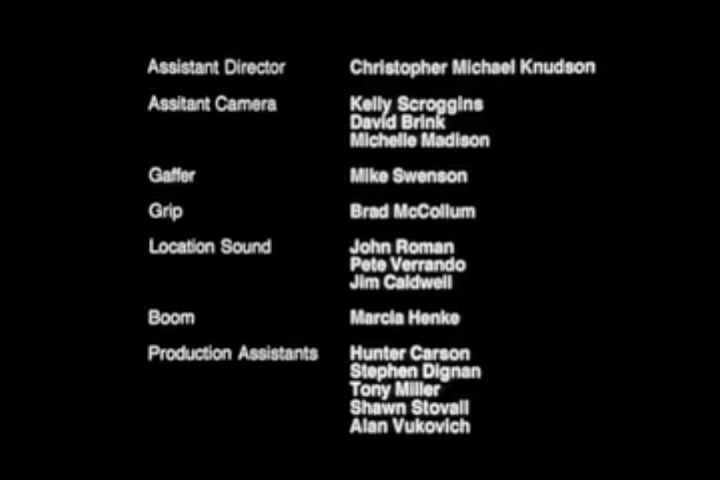 Assistant Director Christopher Michael Knudson
Assitant Camera Kelly Scroggins
David Brink
Michelle Madison
Gaffer Mike Swenson
Grip Brad McCollum
Location Sound John Roman
Pete Verrando
Jim Caldwell
Boom Marcia Henke
Production Assistants Hunter Carson
Stephen Dignan
Tony Miller
Shawn Stovall
Alan Vukovich